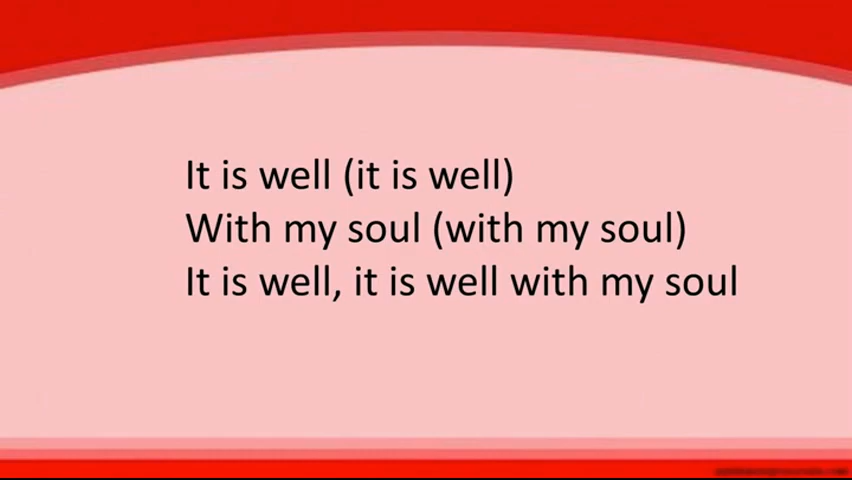 It is well (it is well)
With my soul (with my soul)
It is well, it is well with my soul